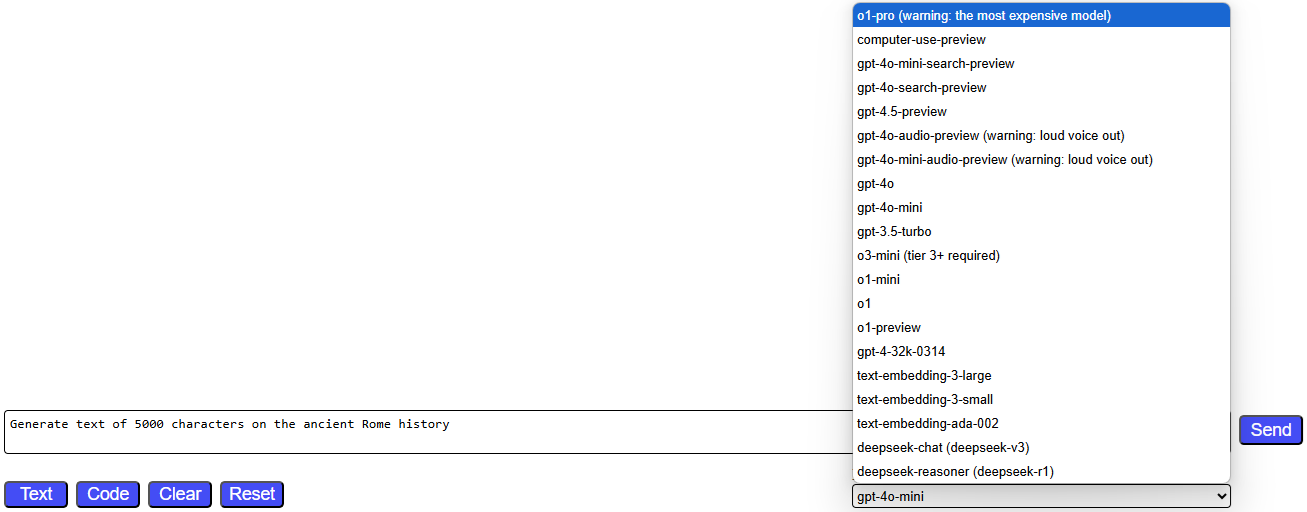 o1-pro (warning: the most expensive model)
computer-use-preview
gpt-4o-mini-search-preview
gpt-4o-search-preview
gpt-4.5-preview
gpt-4o-audio-preview (warning: loud voice out)
gpt-4o-mini-audio-preview (warning: loud voice out)
gpt-4o
gpt-4o-mini
gpt-3.5-turbo
o3-mini (tier 3+ required)
o1-mini
o1
o1-preview
gpt-4-32k-0314
text-embedding-3-large
text-embedding-3-small
text-embedding-ada-002
deepseek-chat (deepseek-v3)
deepseek-reasoner (deepseek-r1)
Generate text of 5000 characters on the ancient Rome history
Send
Text Code Clear Reset
gpt-4o-mini